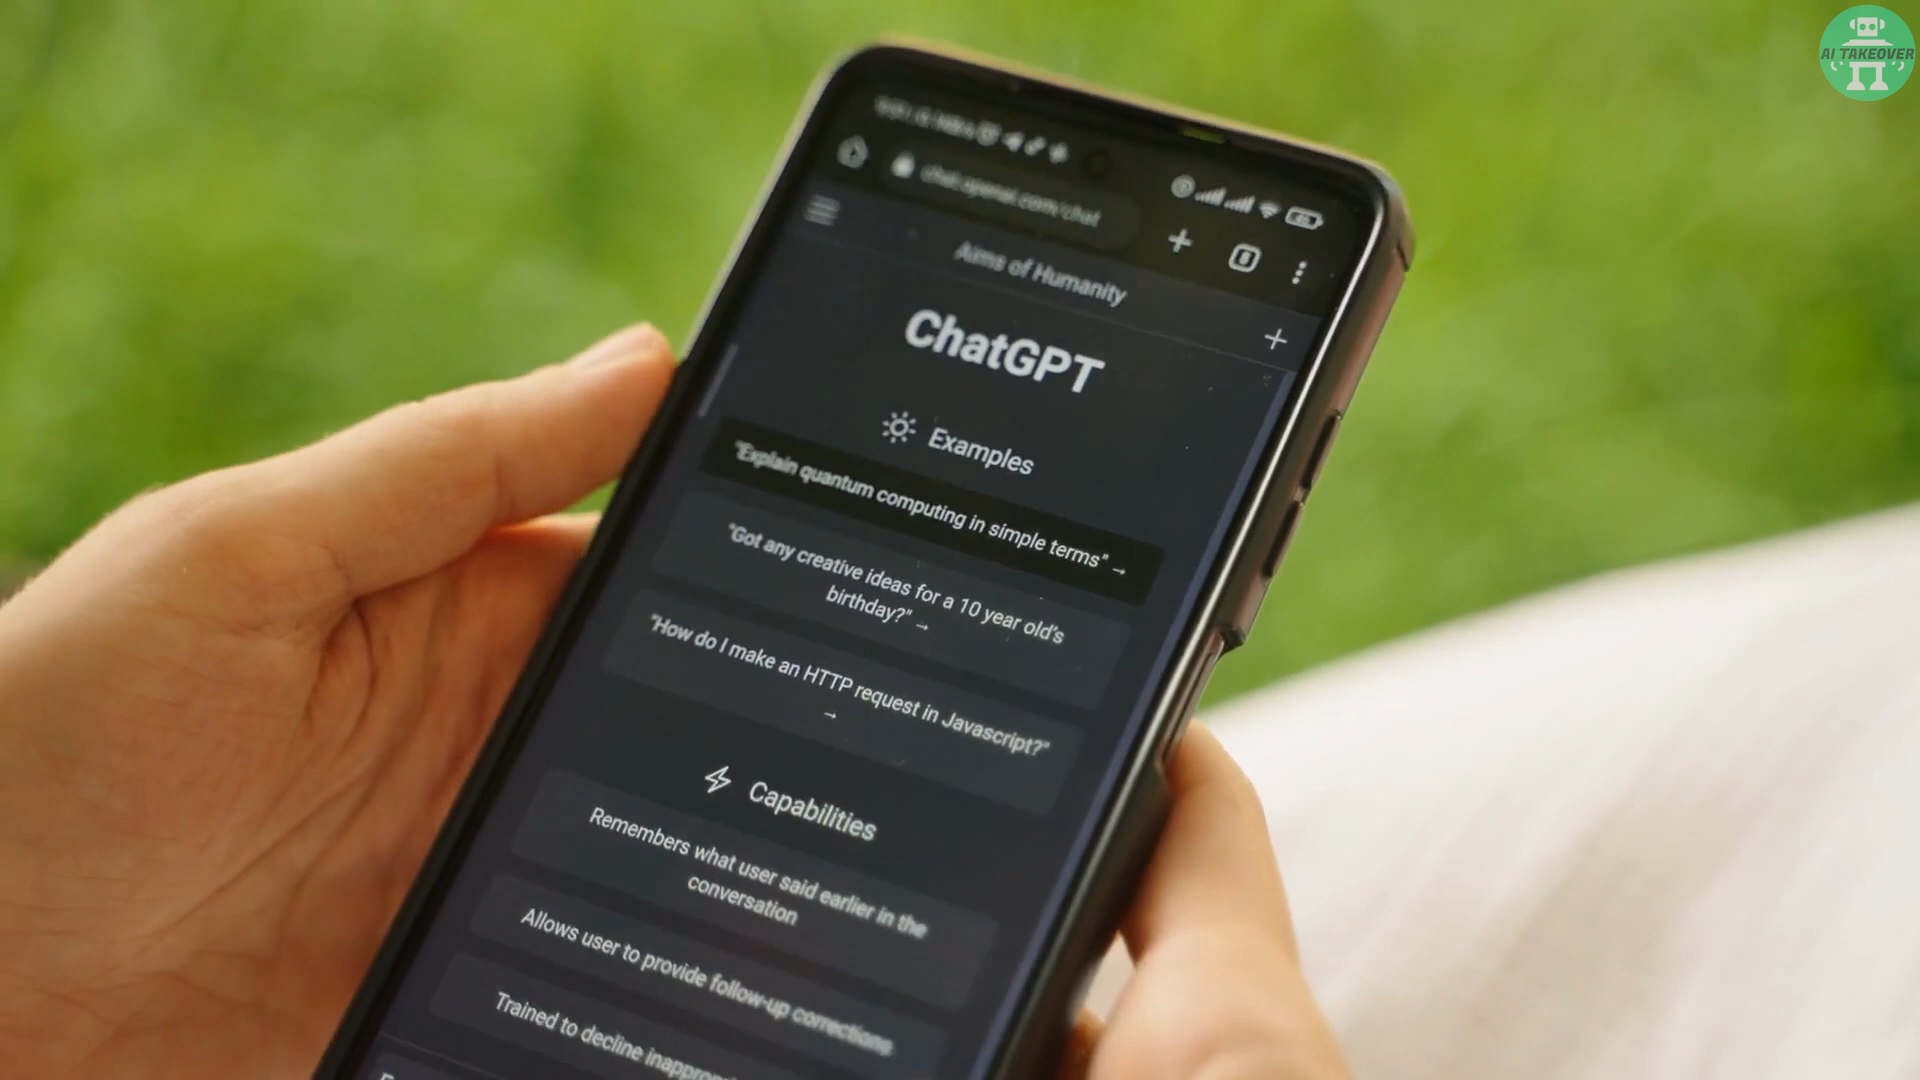 AI TAKEOVER
chat.openai.com/chat
8
Aims of Humanity
ChatGPT
Examples
"Explain quantum computing in simple terms" →
"Got any creative ideas for a 10 year old's
birthday?" →
"How do I make an HTTP request in Javascript?"
→
Capabilities
Remembers what user said earlier in the
conversation
Allows user to provide follow-up corrections
Trained to decline